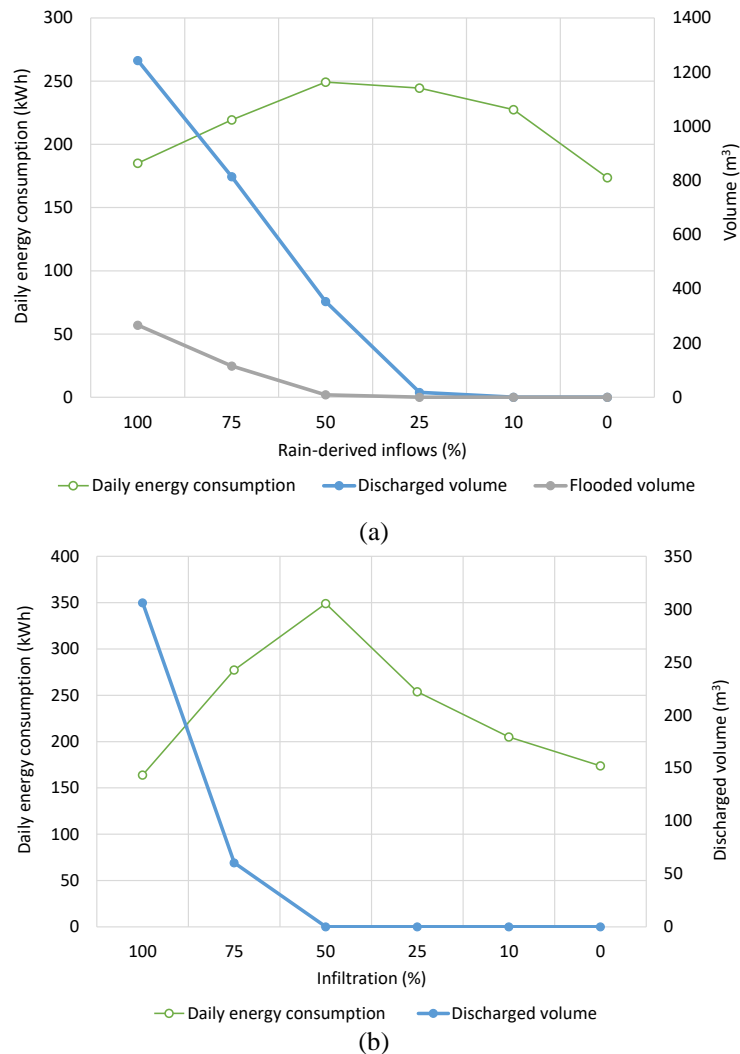 300
250
200
150
100
50
0
1400
1200
1000
800
600
400
200
0
Daily energy consumption (kWh)
Volume (m³)
100 75 50 25 10 0
Rain-derived inflows (%)
Daily energy consumption Discharged volume Flooded volume
(a)
400
350
300
250
200
150
100
50
0
350
300
250
200
150
100
50
0
Daily energy consumption (kWh)
Discharged volume (m³)
100 75 50 25 10 0
Infiltration (%)
Daily energy consumption Discharged volume
(b)